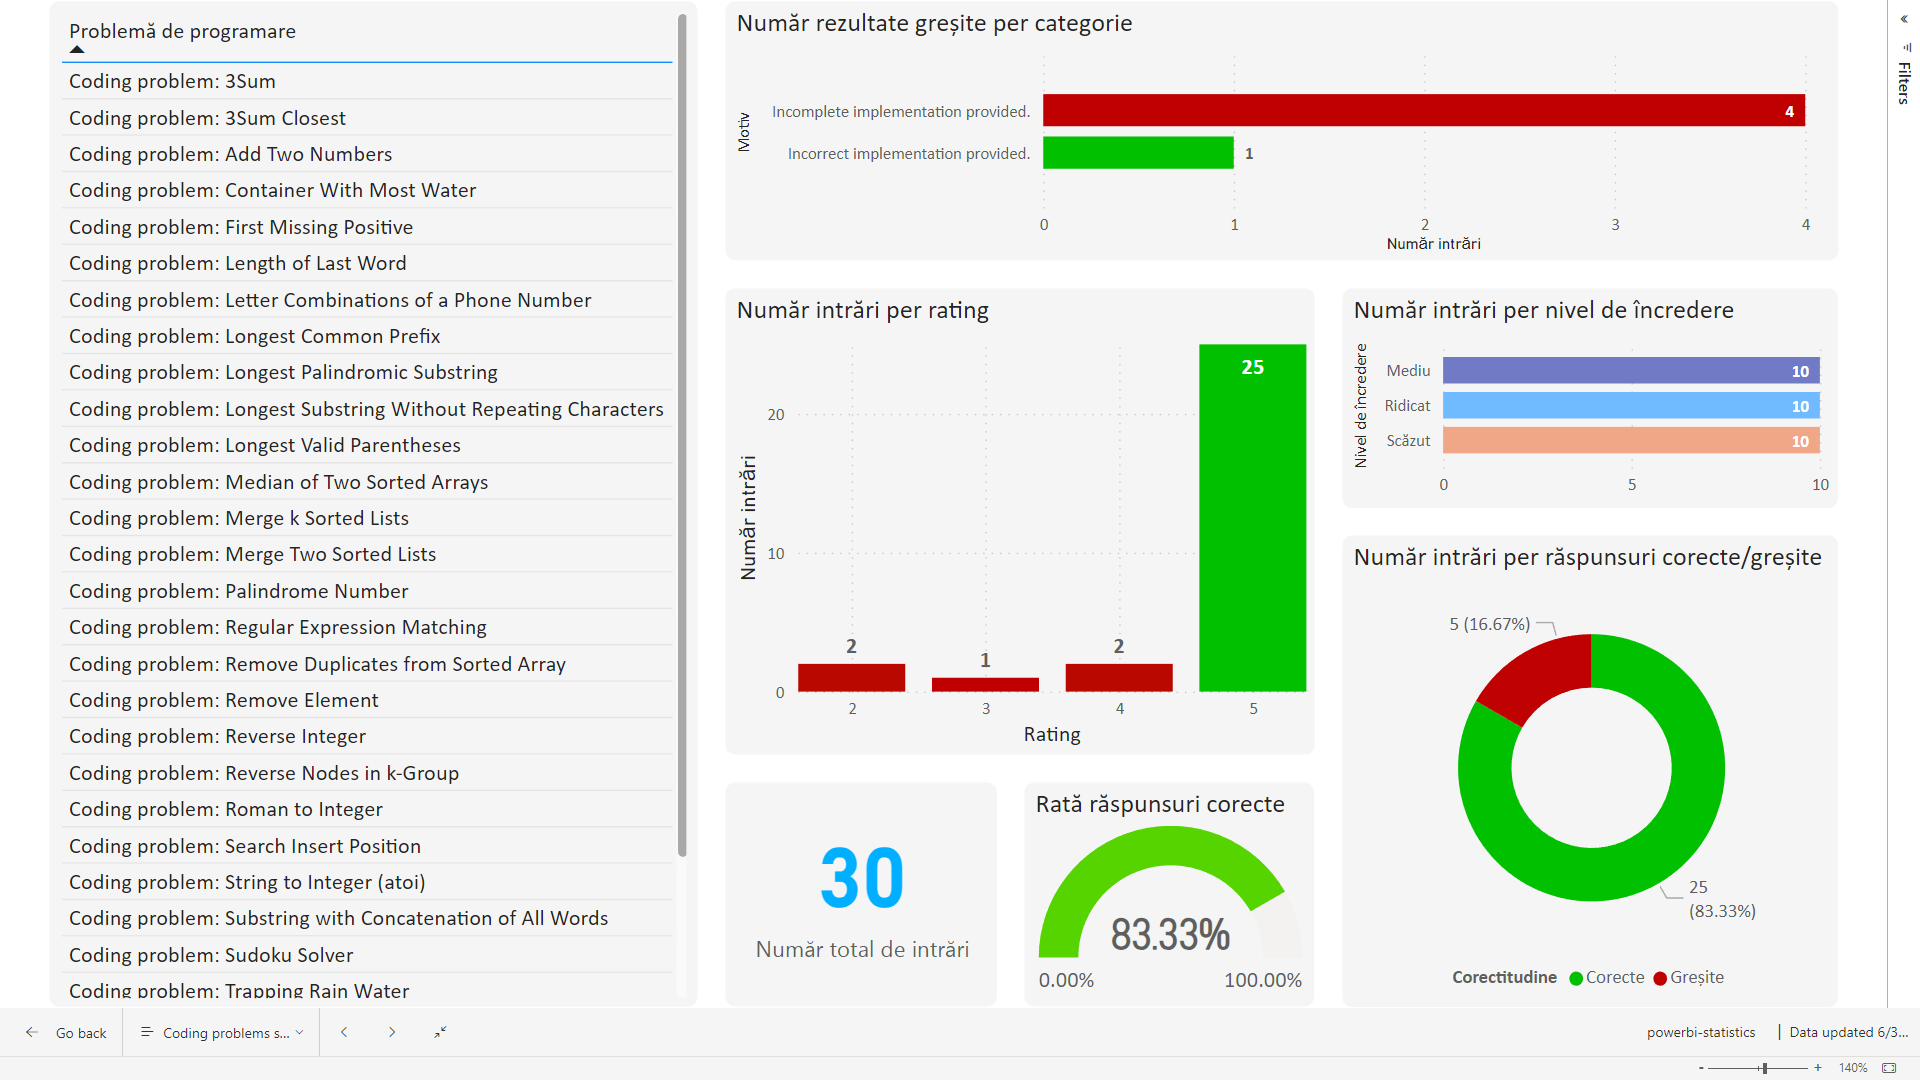 Problemă de programare
Coding problem: 3Sum
Coding problem: 3Sum Closest
Coding problem: Add Two Numbers
Coding problem: Container With Most Water
Coding problem: First Missing Positive
Coding problem: Length of Last Word
Coding problem: Letter Combinations of a Phone Number
Coding problem: Longest Common Prefix
Coding problem: Longest Palindromic Substring
Coding problem: Longest Substring Without Repeating Characters
Coding problem: Longest Valid Parentheses
Coding problem: Median of Two Sorted Arrays
Coding problem: Merge k Sorted Lists
Coding problem: Merge Two Sorted Lists
Coding problem: Palindrome Number
Coding problem: Regular Expression Matching
Coding problem: Remove Duplicates from Sorted Array
Coding problem: Remove Element
Coding problem: Reverse Integer
Coding problem: Reverse Nodes in k-Group
Coding problem: Roman to Integer
Coding problem: Search Insert Position
Coding problem: String to Integer (atoi)
Coding problem: Substring with Concatenation of All Words
Coding problem: Sudoku Solver
Coding problem: Trapping Rain Water
Număr rezultate greșite per categorie
Motiv
Incomplete implementation provided.
4
Incorrect implementation provided.
1
0 1 2 3 4
Număr intrări
Număr intrări per rating
Număr intrări
20
10
0
2
1
2
25
2 3 4 5
Rating
Număr intrări per nivel de încredere
Nivel de încredere
Mediu 10
Ridicat 10
Scăzut 10
0 5 10
30
Număr total de intrări
Rată răspunsuri corecte
83.33%
0.00% 100.00%
Număr intrări per răspunsuri corecte/greșite
5 (16.67%)
25
(83.33%)
Corectitudine Corecte Greșite
Filters
Go back
Coding problems s...
powerbi-statistics | Data updated 6/3...
- + 140%